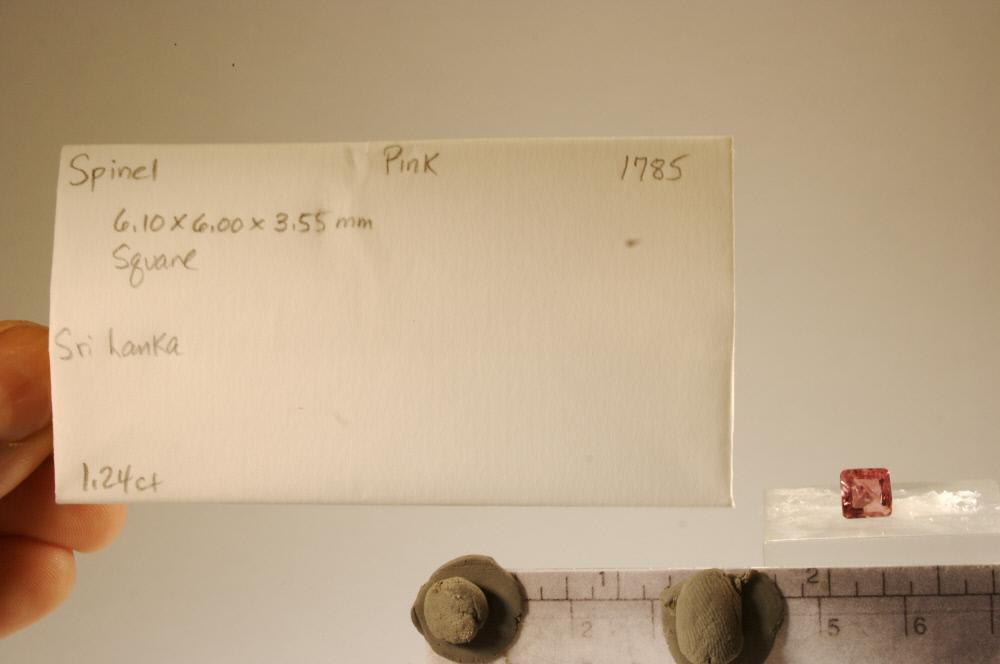 Spinel Pink 1785
6.10 x 6.00 x 3.55 mm
Square
Sri Lanka
1.24ct
1 2
2 5 6